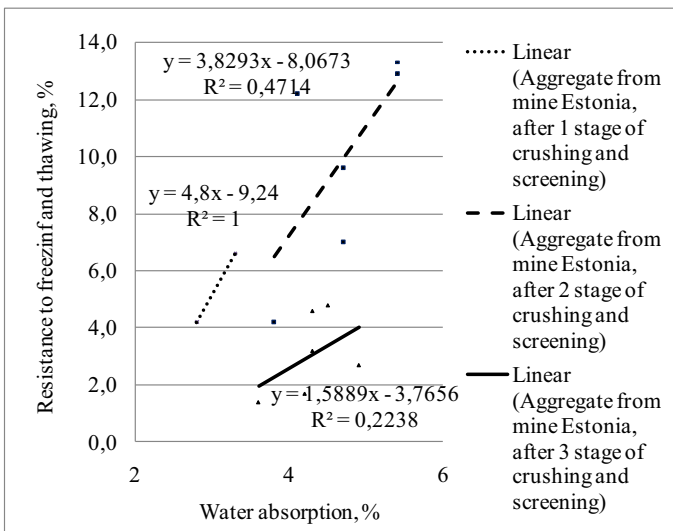 14,0
12,0
10,0
8,0
6,0
4,0
2,0
0,0
2
4
6
Resistance to freezinf and thawing, %
Water absorption, %
y = 3,8293x - 8,0673
R² = 0,4714
y = 4,8x - 9,24
R² = 1
y = 1,5889x - 3,7656
R² = 0,2238
Linear
(Aggregate from
mine Estonia,
after 1 stage of
crushing and
screening)
Linear
(Aggregate from
mine Estonia,
after 2 stage of
crushing and
screening)
Linear
(Aggregate from
mine Estonia,
after 3 stage of
crushing and
screening)